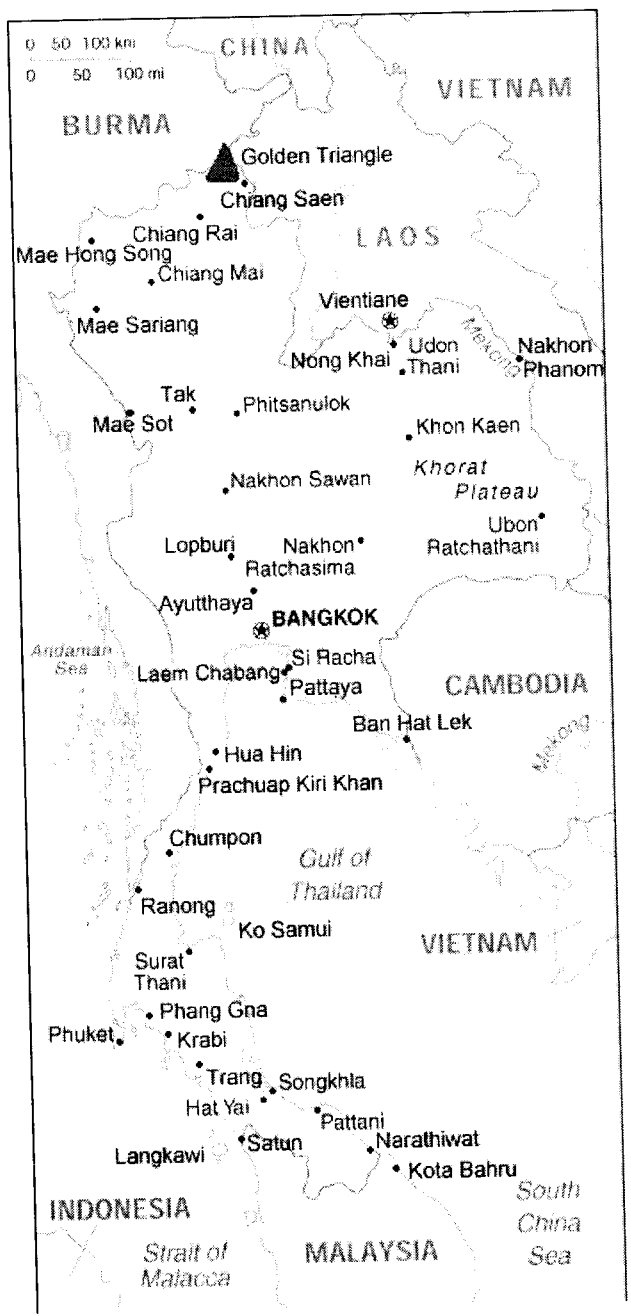 0 50 100 km
0 50 100 mi
CHINA
VIETNAM
BURMA
Golden Triangle
Chiang Saen
Chiang Rai
LAOS
Mae Hong Song
Chiang Mai
Vientiane
Mae Sariang
Mekong
Nong Khai
Udon
Thani
Nakhon
Phanom
Tak
Mae Sot
Phitsanulok
Khon Kaen
Khorat
Plateau
Nakhon Sawan
Ubon
Ratchathani
Lopburi
Nakhon
Ratchasima
Ayutthaya
BANGKOK
Andaman
Sea
Si Racha
Laem Chabang
Pattaya
CAMBODIA
Ban Hat Lek
Mekong
Hua Hin
Prachuap Kiri Khan
Chumpon
Gulf of
Thailand
Ranong
Ko Samui
VIETNAM
Surat
Thani
Phang Gna
Phuket
Krabi
Trang
Songkhla
Hat Yai
Pattani
Langkawi
Satun
Narathiwat
Kota Bahru
INDONESIA
South
China
Sea
Strait of
Malacca
MALAYSIA